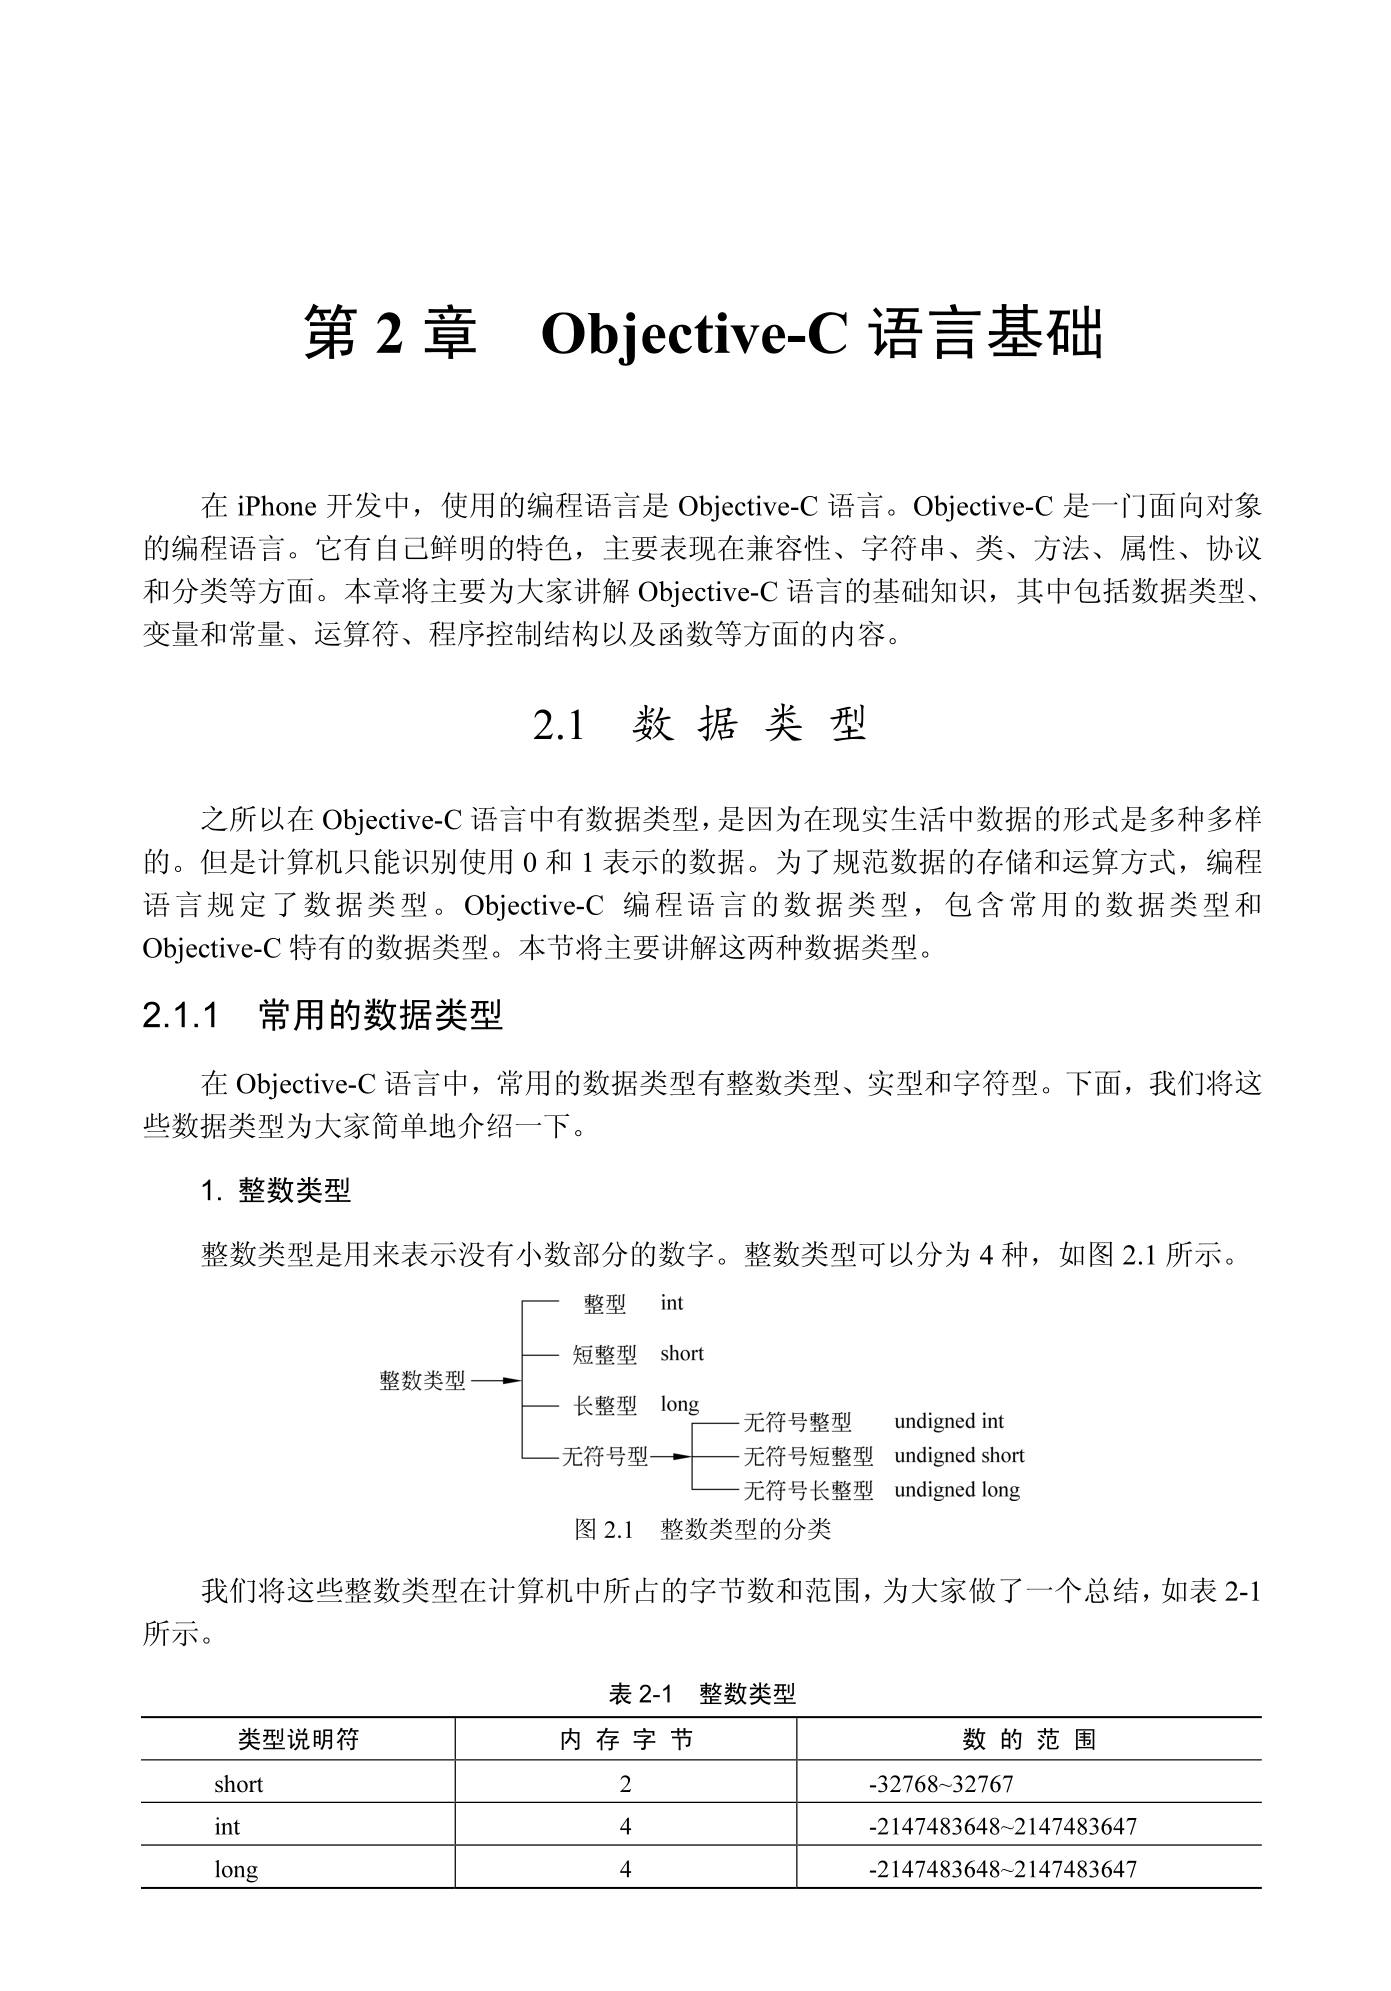 第 2 章　Objective-C 语言基础
在 iPhone 开发中，使用的编程语言是 Objective-C 语言。Objective-C 是一门面向对象
的编程语言。它有自己鲜明的特色，主要表现在兼容性、字符串、类、方法、属性、协议
和分类等方面。本章将主要为大家讲解 Objective-C 语言的基础知识，其中包括数据类型、
变量和常量、运算符、程序控制结构以及函数等方面的内容。
2.1　数 据 类 型
之所以在 Objective-C 语言中有数据类型，是因为在现实生活中数据的形式是多种多样
的。但是计算机只能识别使用 0 和 1 表示的数据。为了规范数据的存储和运算方式，编程
语言规定了数据类型。Objective-C 编程语言的数据类型，包含常用的数据类型和
Objective-C 特有的数据类型。本节将主要讲解这两种数据类型。
2.1.1　常用的数据类型
在 Objective-C 语言中，常用的数据类型有整数类型、实型和字符型。下面，我们将这
些数据类型为大家简单地介绍一下。
1. 整数类型
整数类型是用来表示没有小数部分的数字。整数类型可以分为 4 种，如图 2.1 所示。
整型　int
短整型　short
整数类型
长整型　long
无符号整型　undigned int
无符号型　无符号短整型　undigned short
无符号长整型　undigned long
图 2.1　整数类型的分类
我们将这些整数类型在计算机中所占的字节数和范围，为大家做了一个总结，如表 2-1
所示。
表 2-1　整数类型
类型说明符　内 存 字 节　数 的 范 围
short　2　-32768~32767
int　4　-2147483648~2147483647
long　4　-2147483648~2147483647